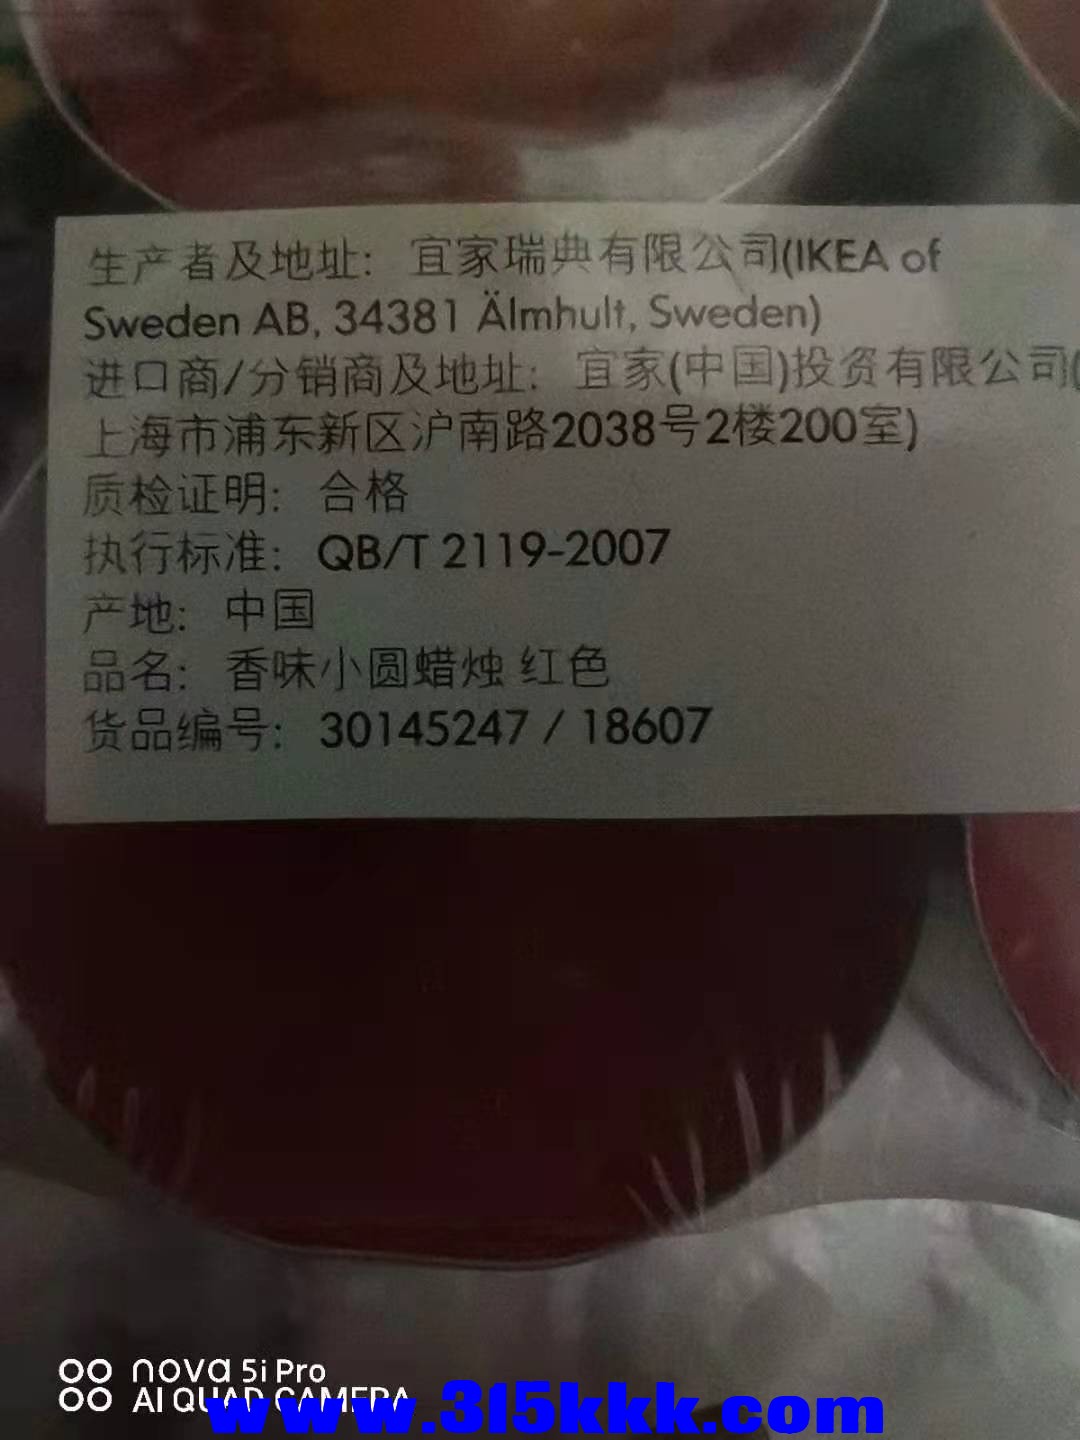 生产者及地址: 宜家瑞典有限公司(IKEA of
Sweden AB, 34381 Älmhult, Sweden)
进口商/分销商及地址: 宜家(中国)投资有限公司(
上海市浦东新区沪南路2038号2楼200室)
质检证明: 合格
执行标准: QB/T 2119-2007
产地: 中国
品名: 香味小圆蜡烛 红色
货品编号: 30145247 / 18607
nova 5i Pro
AI QUAD CAMERA
www.315kkk.com